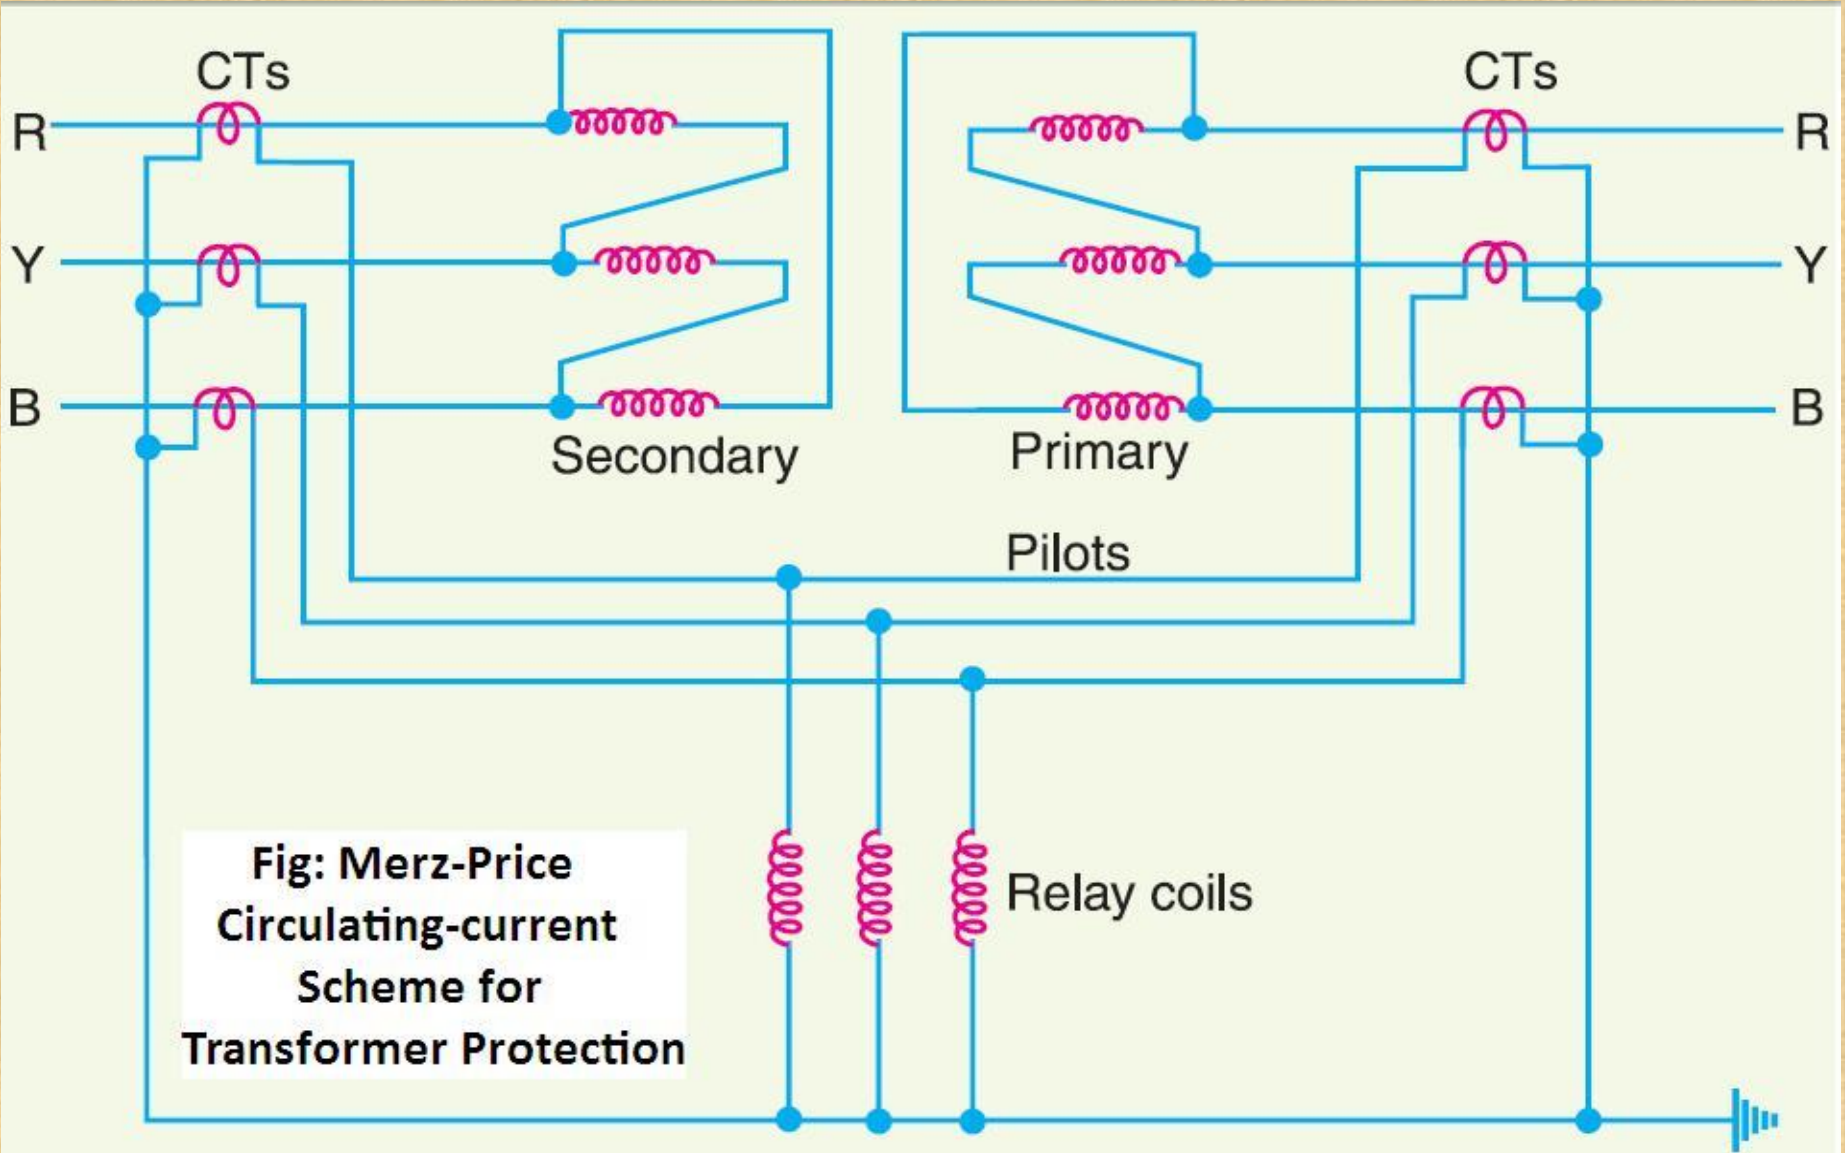 CTs
CTs
R
R
Y
Y
B
B
Secondary
Primary
Pilots
Relay coils
Fig: Merz-Price
Circulating-current
Scheme for
Transformer Protection